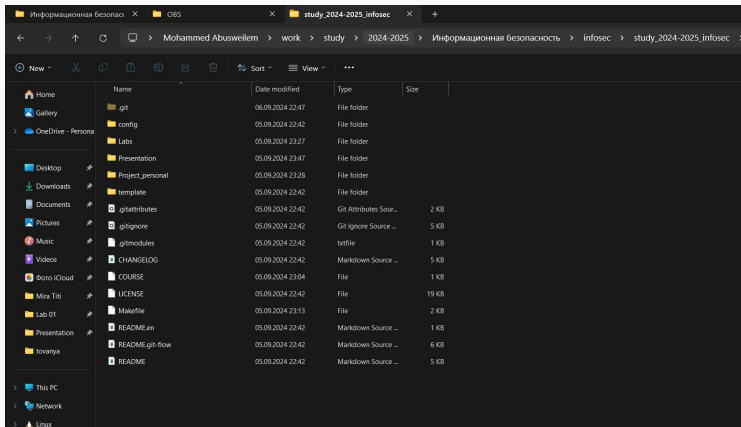 Информационная безопас
OBS
study_2024-2025_infosec
Mohammed Abusweilem > work > study > 2024-2025 > Информационная безопасность > infosec > study_2024-2025_infosec
New Sort View
Name Date modified Type Size
Home
Gallery
OneDrive - Persona
Desktop
Downloads
Documents
Pictures
Music
Videos
Фото iCloud
Mira Titi
Lab 01
Presentation
tovanya
This PC
Network
Linux
.git 06.09.2024 22:47 File folder
config 05.09.2024 22:42 File folder
Labs 05.09.2024 23:27 File folder
Presentation 05.09.2024 23:47 File folder
Project_personal 05.09.2024 23:28 File folder
template 05.09.2024 22:42 File folder
.gitattributes 05.09.2024 22:42 Git Attributes Sour... 2 KB
.gitignore 05.09.2024 22:42 Git Ignore Source ... 5 KB
.gitmodules 05.09.2024 22:42 txtfile 1 KB
CHANGELOG 05.09.2024 22:42 Markdown Source ... 5 KB
COURSE 05.09.2024 23:04 File 1 KB
LICENSE 05.09.2024 22:42 File 19 KB
Makefile 05.09.2024 23:13 File 2 KB
README.en 05.09.2024 22:42 Markdown Source ... 1 KB
README.git-flow 05.09.2024 22:42 Markdown Source ... 6 KB
README 05.09.2024 22:42 Markdown Source ... 5 KB